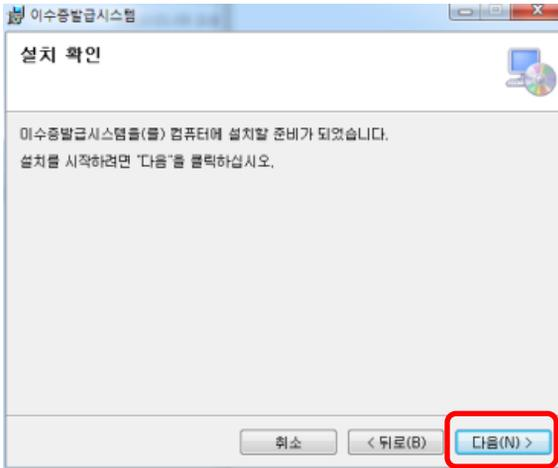 이수증발급시스템
설치 확인
이수증발급시스템을(를) 컴퓨터에 설치할 준비가 되었습니다.
설치를 시작하려면 "다음"을 클릭하십시오.
취소
< 뒤로(B)
다음(N) >